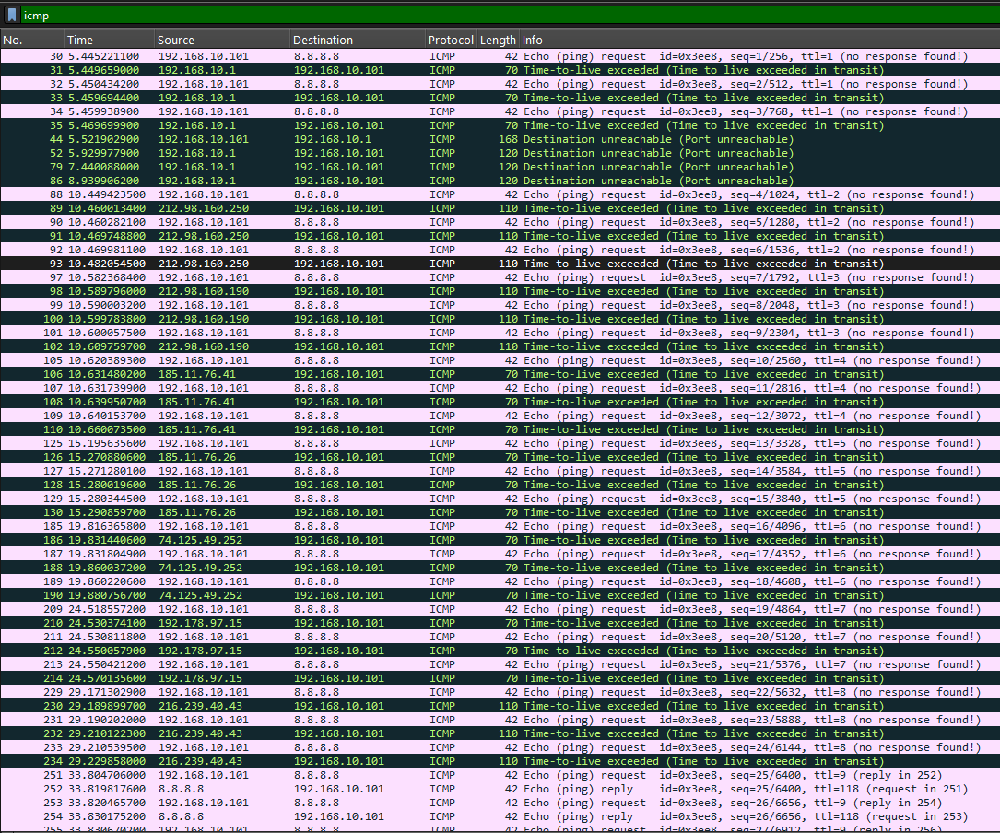 icmp
No. Time Source Destination Protocol Length Info
30 5.445221100 192.168.10.101 8.8.8.8 ICMP 42 Echo (ping) request id=0x3ee8, seq=1/256, ttl=1 (no response found!)
31 5.449659000 192.168.10.1 192.168.10.101 ICMP 70 Time-to-live exceeded (Time to live exceeded in transit)
32 5.450434200 192.168.10.101 8.8.8.8 ICMP 42 Echo (ping) request id=0x3ee8, seq=2/512, ttl=1 (no response found!)
33 5.459694400 192.168.10.1 192.168.10.101 ICMP 70 Time-to-live exceeded (Time to live exceeded in transit)
34 5.459938900 192.168.10.101 8.8.8.8 ICMP 42 Echo (ping) request id=0x3ee8, seq=3/768, ttl=1 (no response found!)
35 5.469699900 192.168.10.1 192.168.10.101 ICMP 70 Time-to-live exceeded (Time to live exceeded in transit)
44 5.521902900 192.168.10.101 192.168.10.1 ICMP 168 Destination unreachable (Port unreachable)
52 5.929977900 192.168.10.1 192.168.10.101 ICMP 120 Destination unreachable (Port unreachable)
79 7.440088000 192.168.10.1 192.168.10.101 ICMP 120 Destination unreachable (Port unreachable)
86 8.939906200 192.168.10.1 192.168.10.101 ICMP 120 Destination unreachable (Port unreachable)
88 10.449423500 192.168.10.101 8.8.8.8 ICMP 42 Echo (ping) request id=0x3ee8, seq=4/1024, ttl=2 (no response found!)
89 10.460013400 212.98.160.250 192.168.10.101 ICMP 110 Time-to-live exceeded (Time to live exceeded in transit)
90 10.460282100 192.168.10.101 8.8.8.8 ICMP 42 Echo (ping) request id=0x3ee8, seq=5/1280, ttl=2 (no response found!)
91 10.469748800 212.98.160.250 192.168.10.101 ICMP 110 Time-to-live exceeded (Time to live exceeded in transit)
92 10.469981100 192.168.10.101 8.8.8.8 ICMP 42 Echo (ping) request id=0x3ee8, seq=6/1536, ttl=2 (no response found!)
93 10.482054500 212.98.160.250 192.168.10.101 ICMP 110 Time-to-live exceeded (Time to live exceeded in transit)
97 10.582368400 192.168.10.101 8.8.8.8 ICMP 42 Echo (ping) request id=0x3ee8, seq=7/1792, ttl=3 (no response found!)
98 10.589796000 212.98.160.190 192.168.10.101 ICMP 110 Time-to-live exceeded (Time to live exceeded in transit)
99 10.590003200 192.168.10.101 8.8.8.8 ICMP 42 Echo (ping) request id=0x3ee8, seq=8/2048, ttl=3 (no response found!)
100 10.599783800 212.98.160.190 192.168.10.101 ICMP 110 Time-to-live exceeded (Time to live exceeded in transit)
101 10.600057500 192.168.10.101 8.8.8.8 ICMP 42 Echo (ping) request id=0x3ee8, seq=9/2304, ttl=3 (no response found!)
102 10.609759700 212.98.160.190 192.168.10.101 ICMP 110 Time-to-live exceeded (Time to live exceeded in transit)
105 10.620389300 192.168.10.101 8.8.8.8 ICMP 42 Echo (ping) request id=0x3ee8, seq=10/2560, ttl=4 (no response found!)
106 10.631480200 185.11.76.41 192.168.10.101 ICMP 70 Time-to-live exceeded (Time to live exceeded in transit)
107 10.631739900 192.168.10.101 8.8.8.8 ICMP 42 Echo (ping) request id=0x3ee8, seq=11/2816, ttl=4 (no response found!)
108 10.639950700 185.11.76.41 192.168.10.101 ICMP 70 Time-to-live exceeded (Time to live exceeded in transit)
109 10.640153700 192.168.10.101 8.8.8.8 ICMP 42 Echo (ping) request id=0x3ee8, seq=12/3072, ttl=4 (no response found!)
110 10.660073500 185.11.76.41 192.168.10.101 ICMP 70 Time-to-live exceeded (Time to live exceeded in transit)
125 15.195635600 192.168.10.101 8.8.8.8 ICMP 42 Echo (ping) request id=0x3ee8, seq=13/3328, ttl=5 (no response found!)
126 15.270880600 185.11.76.26 192.168.10.101 ICMP 70 Time-to-live exceeded (Time to live exceeded in transit)
127 15.271280100 192.168.10.101 8.8.8.8 ICMP 42 Echo (ping) request id=0x3ee8, seq=14/3584, ttl=5 (no response found!)
128 15.280019600 185.11.76.26 192.168.10.101 ICMP 70 Time-to-live exceeded (Time to live exceeded in transit)
129 15.280344500 192.168.10.101 8.8.8.8 ICMP 42 Echo (ping) request id=0x3ee8, seq=15/3840, ttl=5 (no response found!)
130 15.290859700 185.11.76.26 192.168.10.101 ICMP 70 Time-to-live exceeded (Time to live exceeded in transit)
185 19.816365800 192.168.10.101 8.8.8.8 ICMP 42 Echo (ping) request id=0x3ee8, seq=16/4096, ttl=6 (no response found!)
186 19.831440600 74.125.49.252 192.168.10.101 ICMP 70 Time-to-live exceeded (Time to live exceeded in transit)
187 19.831804900 192.168.10.101 8.8.8.8 ICMP 42 Echo (ping) request id=0x3ee8, seq=17/4352, ttl=6 (no response found!)
188 19.860037200 74.125.49.252 192.168.10.101 ICMP 70 Time-to-live exceeded (Time to live exceeded in transit)
189 19.860220600 192.168.10.101 8.8.8.8 ICMP 42 Echo (ping) request id=0x3ee8, seq=18/4608, ttl=6 (no response found!)
190 19.880756700 74.125.49.252 192.168.10.101 ICMP 70 Time-to-live exceeded (Time to live exceeded in transit)
209 24.518557200 192.168.10.101 8.8.8.8 ICMP 42 Echo (ping) request id=0x3ee8, seq=19/4864, ttl=7 (no response found!)
210 24.530374100 192.178.97.15 192.168.10.101 ICMP 70 Time-to-live exceeded (Time to live exceeded in transit)
211 24.530811800 192.168.10.101 8.8.8.8 ICMP 42 Echo (ping) request id=0x3ee8, seq=20/5120, ttl=7 (no response found!)
212 24.550057900 192.178.97.15 192.168.10.101 ICMP 70 Time-to-live exceeded (Time to live exceeded in transit)
213 24.550421200 192.168.10.101 8.8.8.8 ICMP 42 Echo (ping) request id=0x3ee8, seq=21/5376, ttl=7 (no response found!)
214 24.570135600 192.178.97.15 192.168.10.101 ICMP 70 Time-to-live exceeded (Time to live exceeded in transit)
229 29.171302900 192.168.10.101 8.8.8.8 ICMP 42 Echo (ping) request id=0x3ee8, seq=22/5632, ttl=8 (no response found!)
230 29.189899700 216.239.40.43 192.168.10.101 ICMP 110 Time-to-live exceeded (Time to live exceeded in transit)
231 29.190202000 192.168.10.101 8.8.8.8 ICMP 42 Echo (ping) request id=0x3ee8, seq=23/5888, ttl=8 (no response found!)
232 29.210122300 216.239.40.43 192.168.10.101 ICMP 110 Time-to-live exceeded (Time to live exceeded in transit)
233 29.210539500 192.168.10.101 8.8.8.8 ICMP 42 Echo (ping) request id=0x3ee8, seq=24/6144, ttl=8 (no response found!)
234 29.229858000 216.239.40.43 192.168.10.101 ICMP 110 Time-to-live exceeded (Time to live exceeded in transit)
251 33.804706000 192.168.10.101 8.8.8.8 ICMP 42 Echo (ping) request id=0x3ee8, seq=25/6400, ttl=9 (reply in 252)
252 33.819817600 8.8.8.8 192.168.10.101 ICMP 42 Echo (ping) reply id=0x3ee8, seq=25/6400, ttl=118 (request in 251)
253 33.820465700 192.168.10.101 8.8.8.8 ICMP 42 Echo (ping) request id=0x3ee8, seq=26/6656, ttl=9 (reply in 254)
254 33.830175200 8.8.8.8 192.168.10.101 ICMP 42 Echo (ping) reply id=0x3ee8, seq=26/6656, ttl=118 (request in 253)
255 33.830670200 192.168.10.101 8.8.8.8 ICMP 42 Echo (ping) request id=0x3ee8, seq=27/6912, ttl=9 (reply in 256)